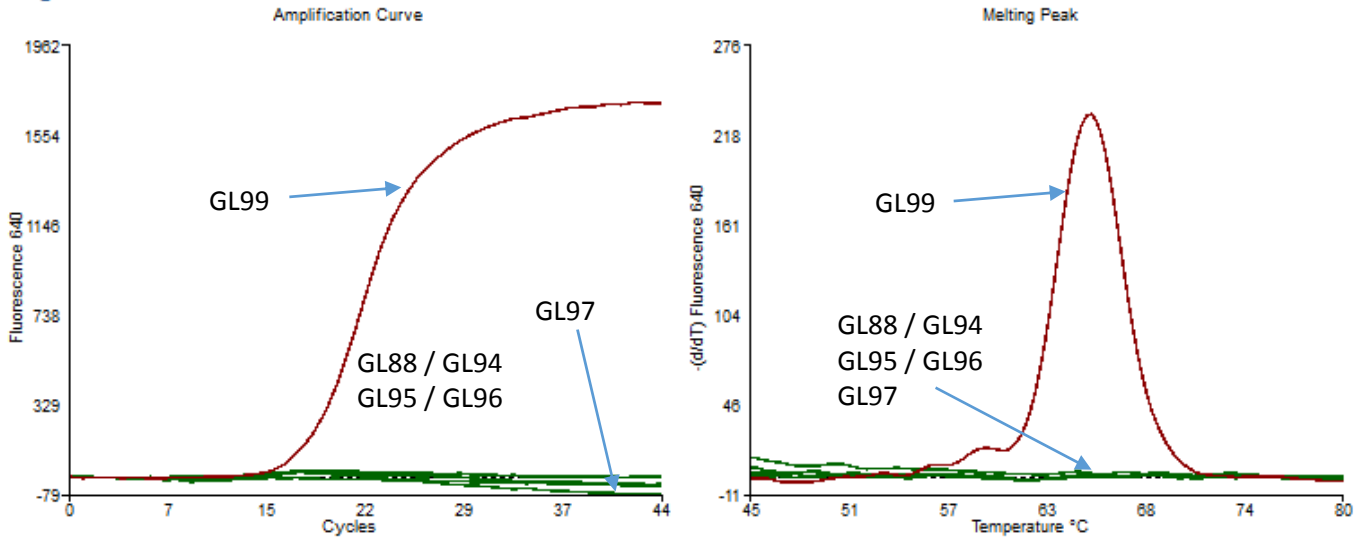 Amplification Curve
1962
1554
1146
738
329
-79
Fluorescence 640
0 7 15 22 29 37 44
Cycles
GL99
GL97
GL88 / GL94
GL95 / GL96
Melting Peak
276
218
161
104
46
-11
-(d/dT) Fluorescence 640
45 51 57 63 68 74 80
Temperature °C
GL99
GL88 / GL94
GL95 / GL96
GL97